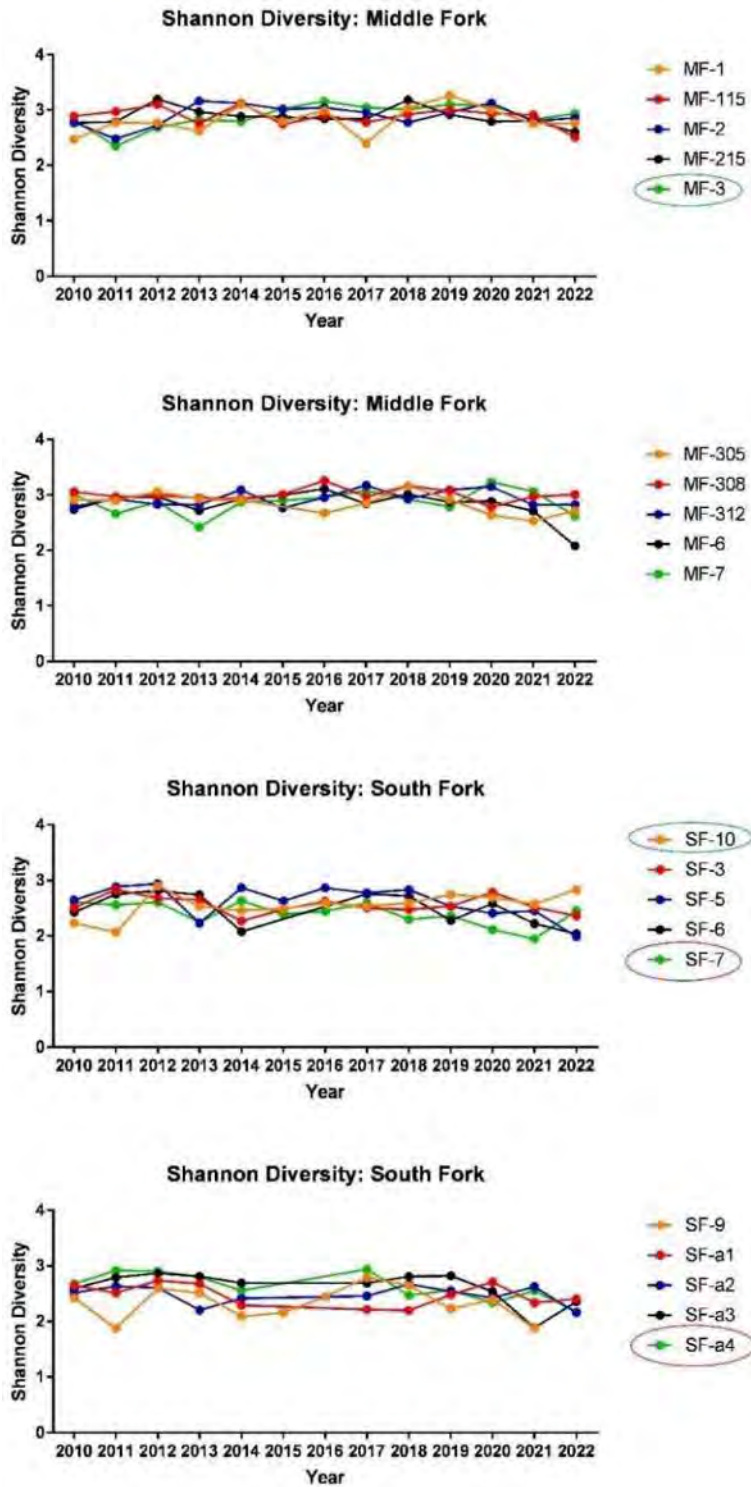 Shannon Diversity: Middle Fork
4
3
2
1
0
Shannon Diversity
2010 2011 2012 2013 2014 2015 2016 2017 2018 2019 2020 2021 2022
Year
MF-1
MF-115
MF-2
MF-215
MF-3
Shannon Diversity: Middle Fork
4
3
2
1
0
Shannon Diversity
2010 2011 2012 2013 2014 2015 2016 2017 2018 2019 2020 2021 2022
Year
MF-305
MF-308
MF-312
MF-6
MF-7
Shannon Diversity: South Fork
4
3
2
1
0
Shannon Diversity
2010 2011 2012 2013 2014 2015 2016 2017 2018 2019 2020 2021 2022
Year
SF-10
SF-3
SF-5
SF-6
SF-7
Shannon Diversity: South Fork
4
3
2
1
0
Shannon Diversity
2010 2011 2012 2013 2014 2015 2016 2017 2018 2019 2020 2021 2022
Year
SF-9
SF-a1
SF-a2
SF-a3
SF-a4